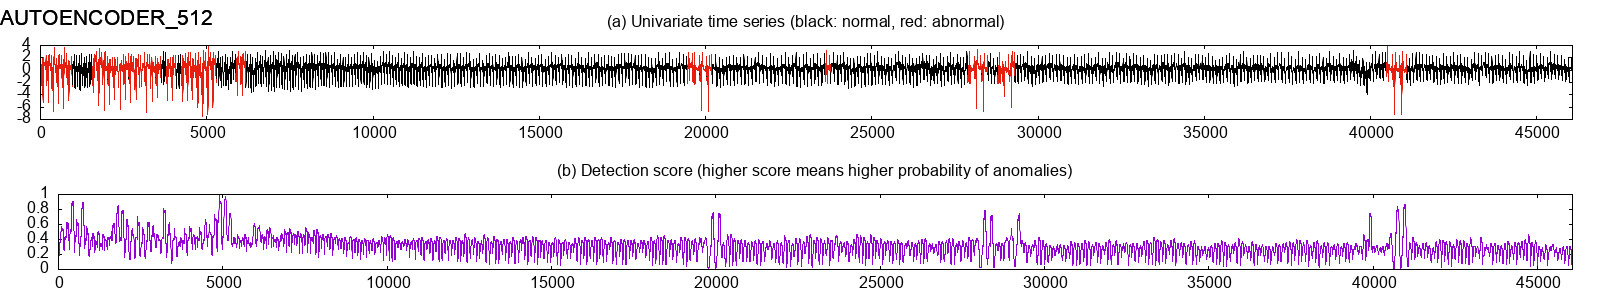 AUTOENCODER_512
(a) Univariate time series (black: normal, red: abnormal)
4
2
0
-2
-4
-6
-8
0 5000 10000 15000 20000 25000 30000 35000 40000 45000
(b) Detection score (higher score means higher probability of anomalies)
1
0.8
0.6
0.4
0.2
0
0 5000 10000 15000 20000 25000 30000 35000 40000 45000